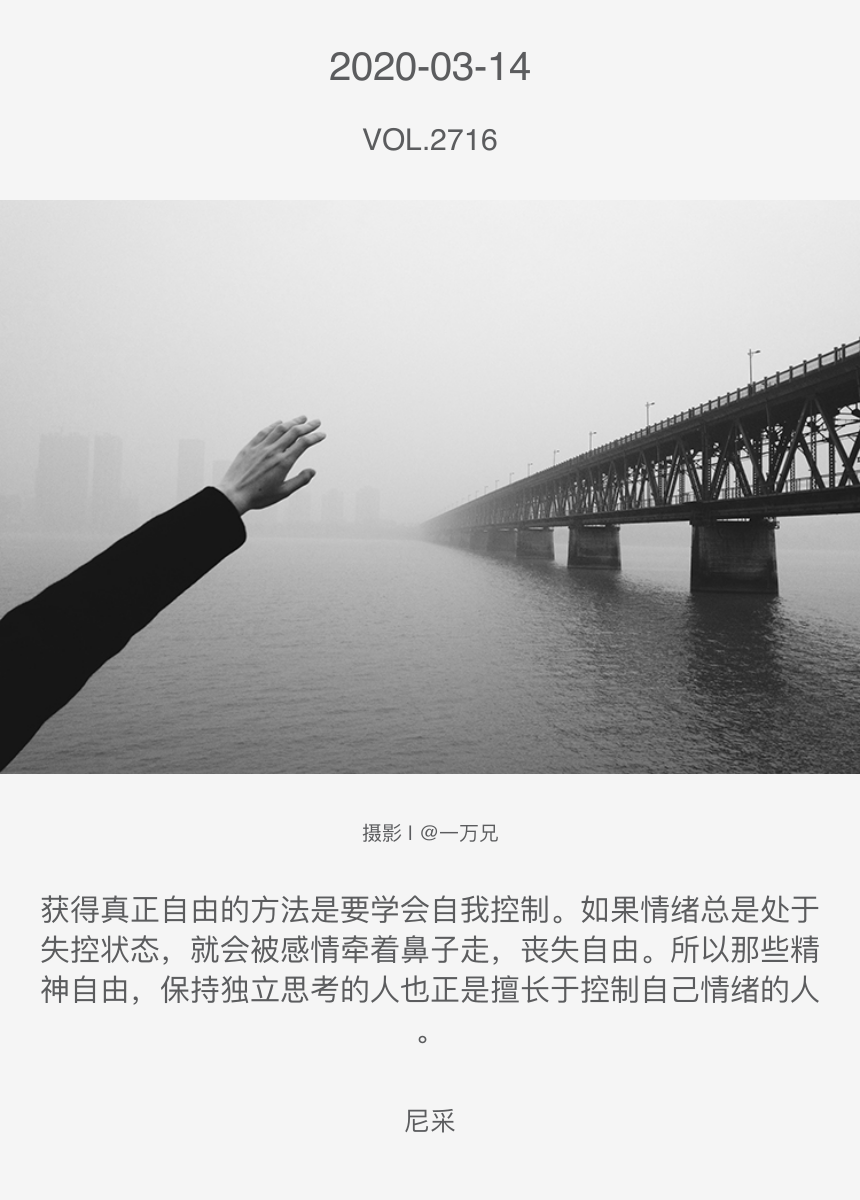 2020-03-14
VOL.2716
摄影 | @一万兄
获得真正自由的方法是要学会自我控制。如果情绪总是处于
失控状态，就会被感情牵着鼻子走，丧失自由。所以那些精
神自由，保持独立思考的人也正是擅长于控制自己情绪的人
。
尼采